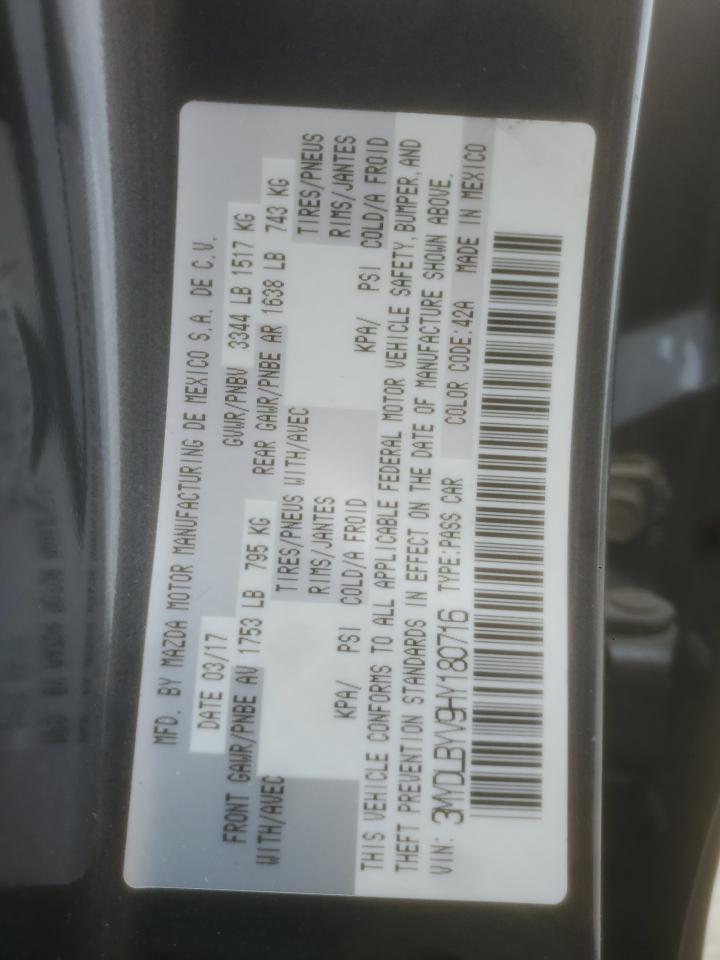 MFD. BY MAZDA MOTOR MANUFACTURING DE MEXICO S.A. DE C.V.
DATE 03/17 GVWR/PNBV 3344 LB 1517 KG
FRONT GAWR/PNBE AV 1753 LB 795 KG REAR GAWR/PNBE AR 1638 LB 743 KG
WITH/AVEC TIRES/PNEUS WITH/AVEC TIRES/PNEUS
RIMS/JANTES RIMS/JANTES
KPA/ PSI COLD/A FROID KPA/ PSI COLD/A FROID
THIS VEHICLE CONFORMS TO ALL APPLICABLE FEDERAL MOTOR VEHICLE SAFETY, BUMPER, AND
THEFT PREVENTION STANDARDS IN EFFECT ON THE DATE OF MANUFACTURE SHOWN ABOVE.
VIN: 3MYDLBYV9HY180716 TYPE:PASS CAR COLOR CODE:42A MADE IN MEXICO